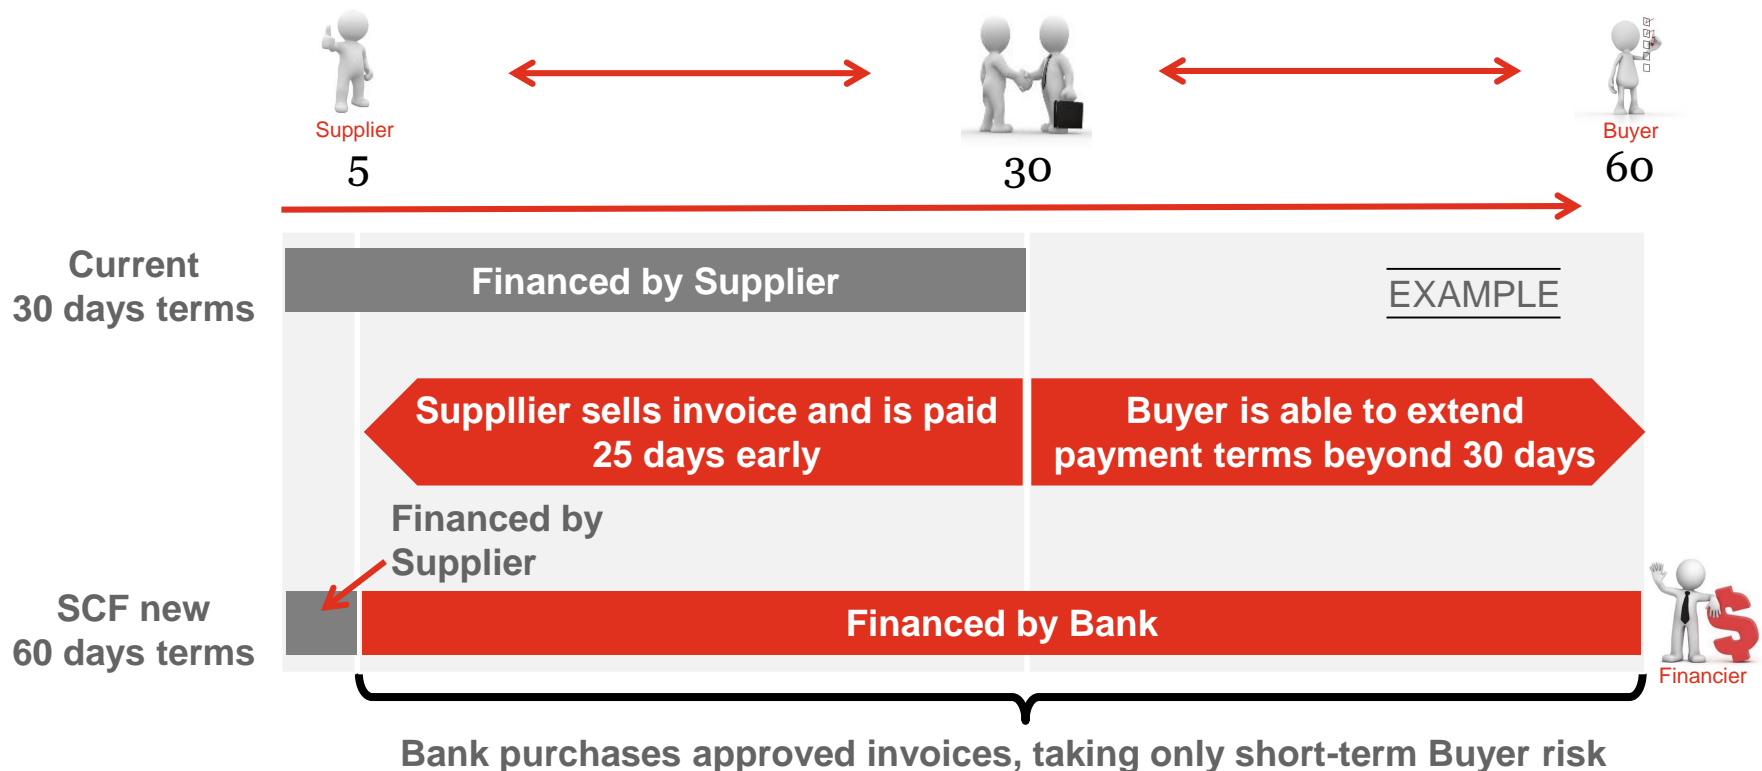 Supplier
Buyer
5
30
60
Current
30 days terms
Financed by Supplier
EXAMPLE
Suppllier sells invoice and is paid
25 days early
Buyer is able to extend
payment terms beyond 30 days
Financed by
Supplier
SCF new
60 days terms
Financed by Bank
Financier
Bank purchases approved invoices, taking only short-term Buyer risk